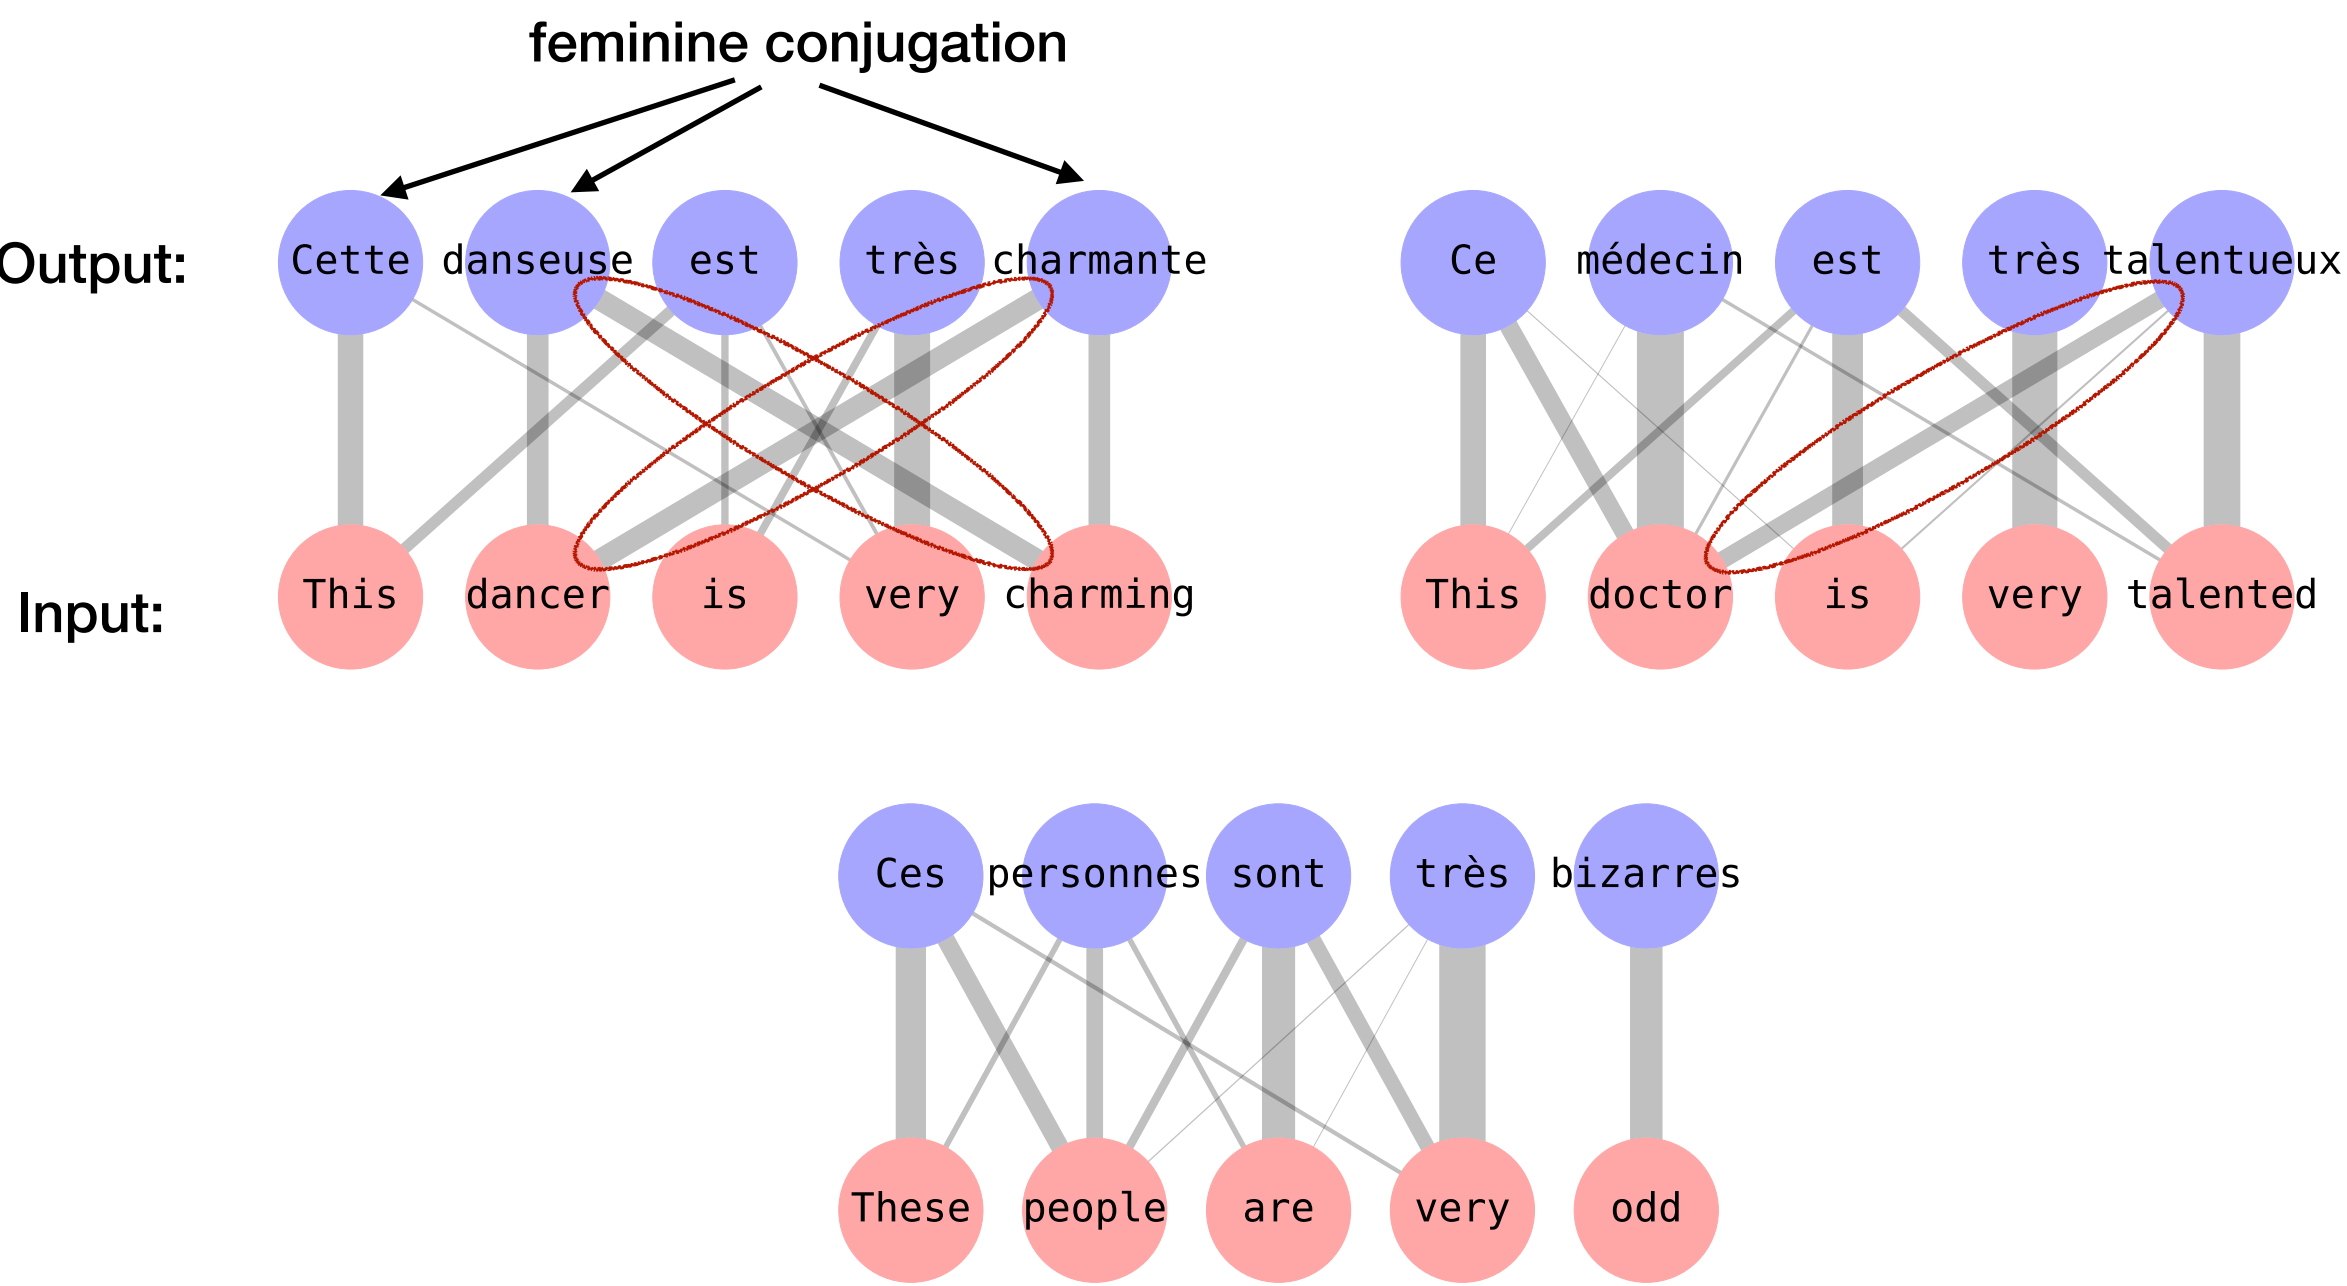 feminine conjugation
Output:
Cette danseuse est très charmante
Ce médecin est très talentueux
Input:
This dancer is very charming
This doctor is very talented
Ces personnes sont très bizarres
These people are very odd